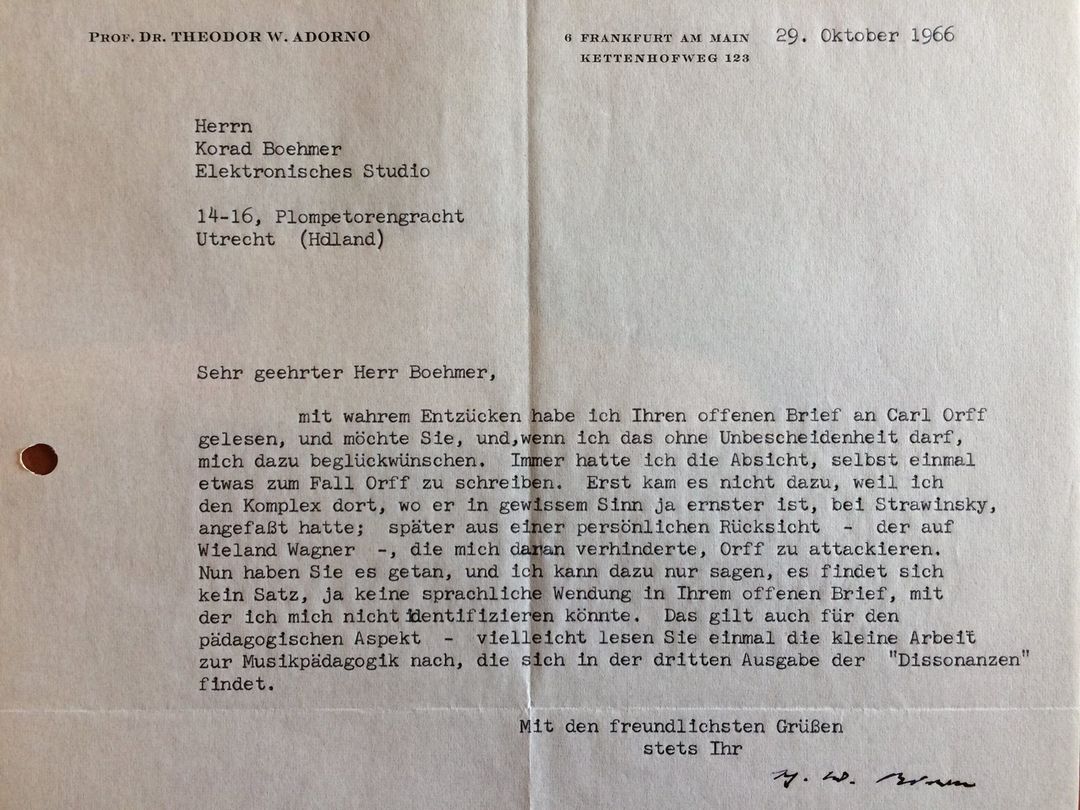 PROF. DR. THEODOR W. ADORNO
6 FRANKFURT AM MAIN 29. Oktober 1966
KETTENHOFWEG 123
Herrn
Korad Boehmer
Elektronisches Studio
14-16, Plompetorengracht
Utrecht (Hdland)
Sehr geehrter Herr Boehmer,
mit wahrem Entzücken habe ich Ihren offenen Brief an Carl Orff
gelesen, und möchte Sie, und,wenn ich das ohne Unbescheidenheit darf,
mich dazu beglückwünschen. Immer hatte ich die Absicht, selbst einmal
etwas zum Fall Orff zu schreiben. Erst kam es nicht dazu, weil ich
den Komplex dort, wo er in gewissem Sinn ja ernster ist, bei Strawinsky,
angefaßt hatte; später aus einer persönlichen Rücksicht - der auf
Wieland Wagner -, die mich daran verhinderte, Orff zu attackieren.
Nun haben Sie es getan, und ich kann dazu nur sagen, es findet sich
kein Satz, ja keine sprachliche Wendung in Ihrem offenen Brief, mit
der ich mich nicht identifizieren könnte. Das gilt auch für den
pädagogischen Aspekt - vielleicht lesen Sie einmal die kleine Arbeit
zur Musikpädagogik nach, die sich in der dritten Ausgabe der "Dissonanzen"
findet.
Mit den freundlichsten Grüßen
stets Ihr
T. W. Adorno